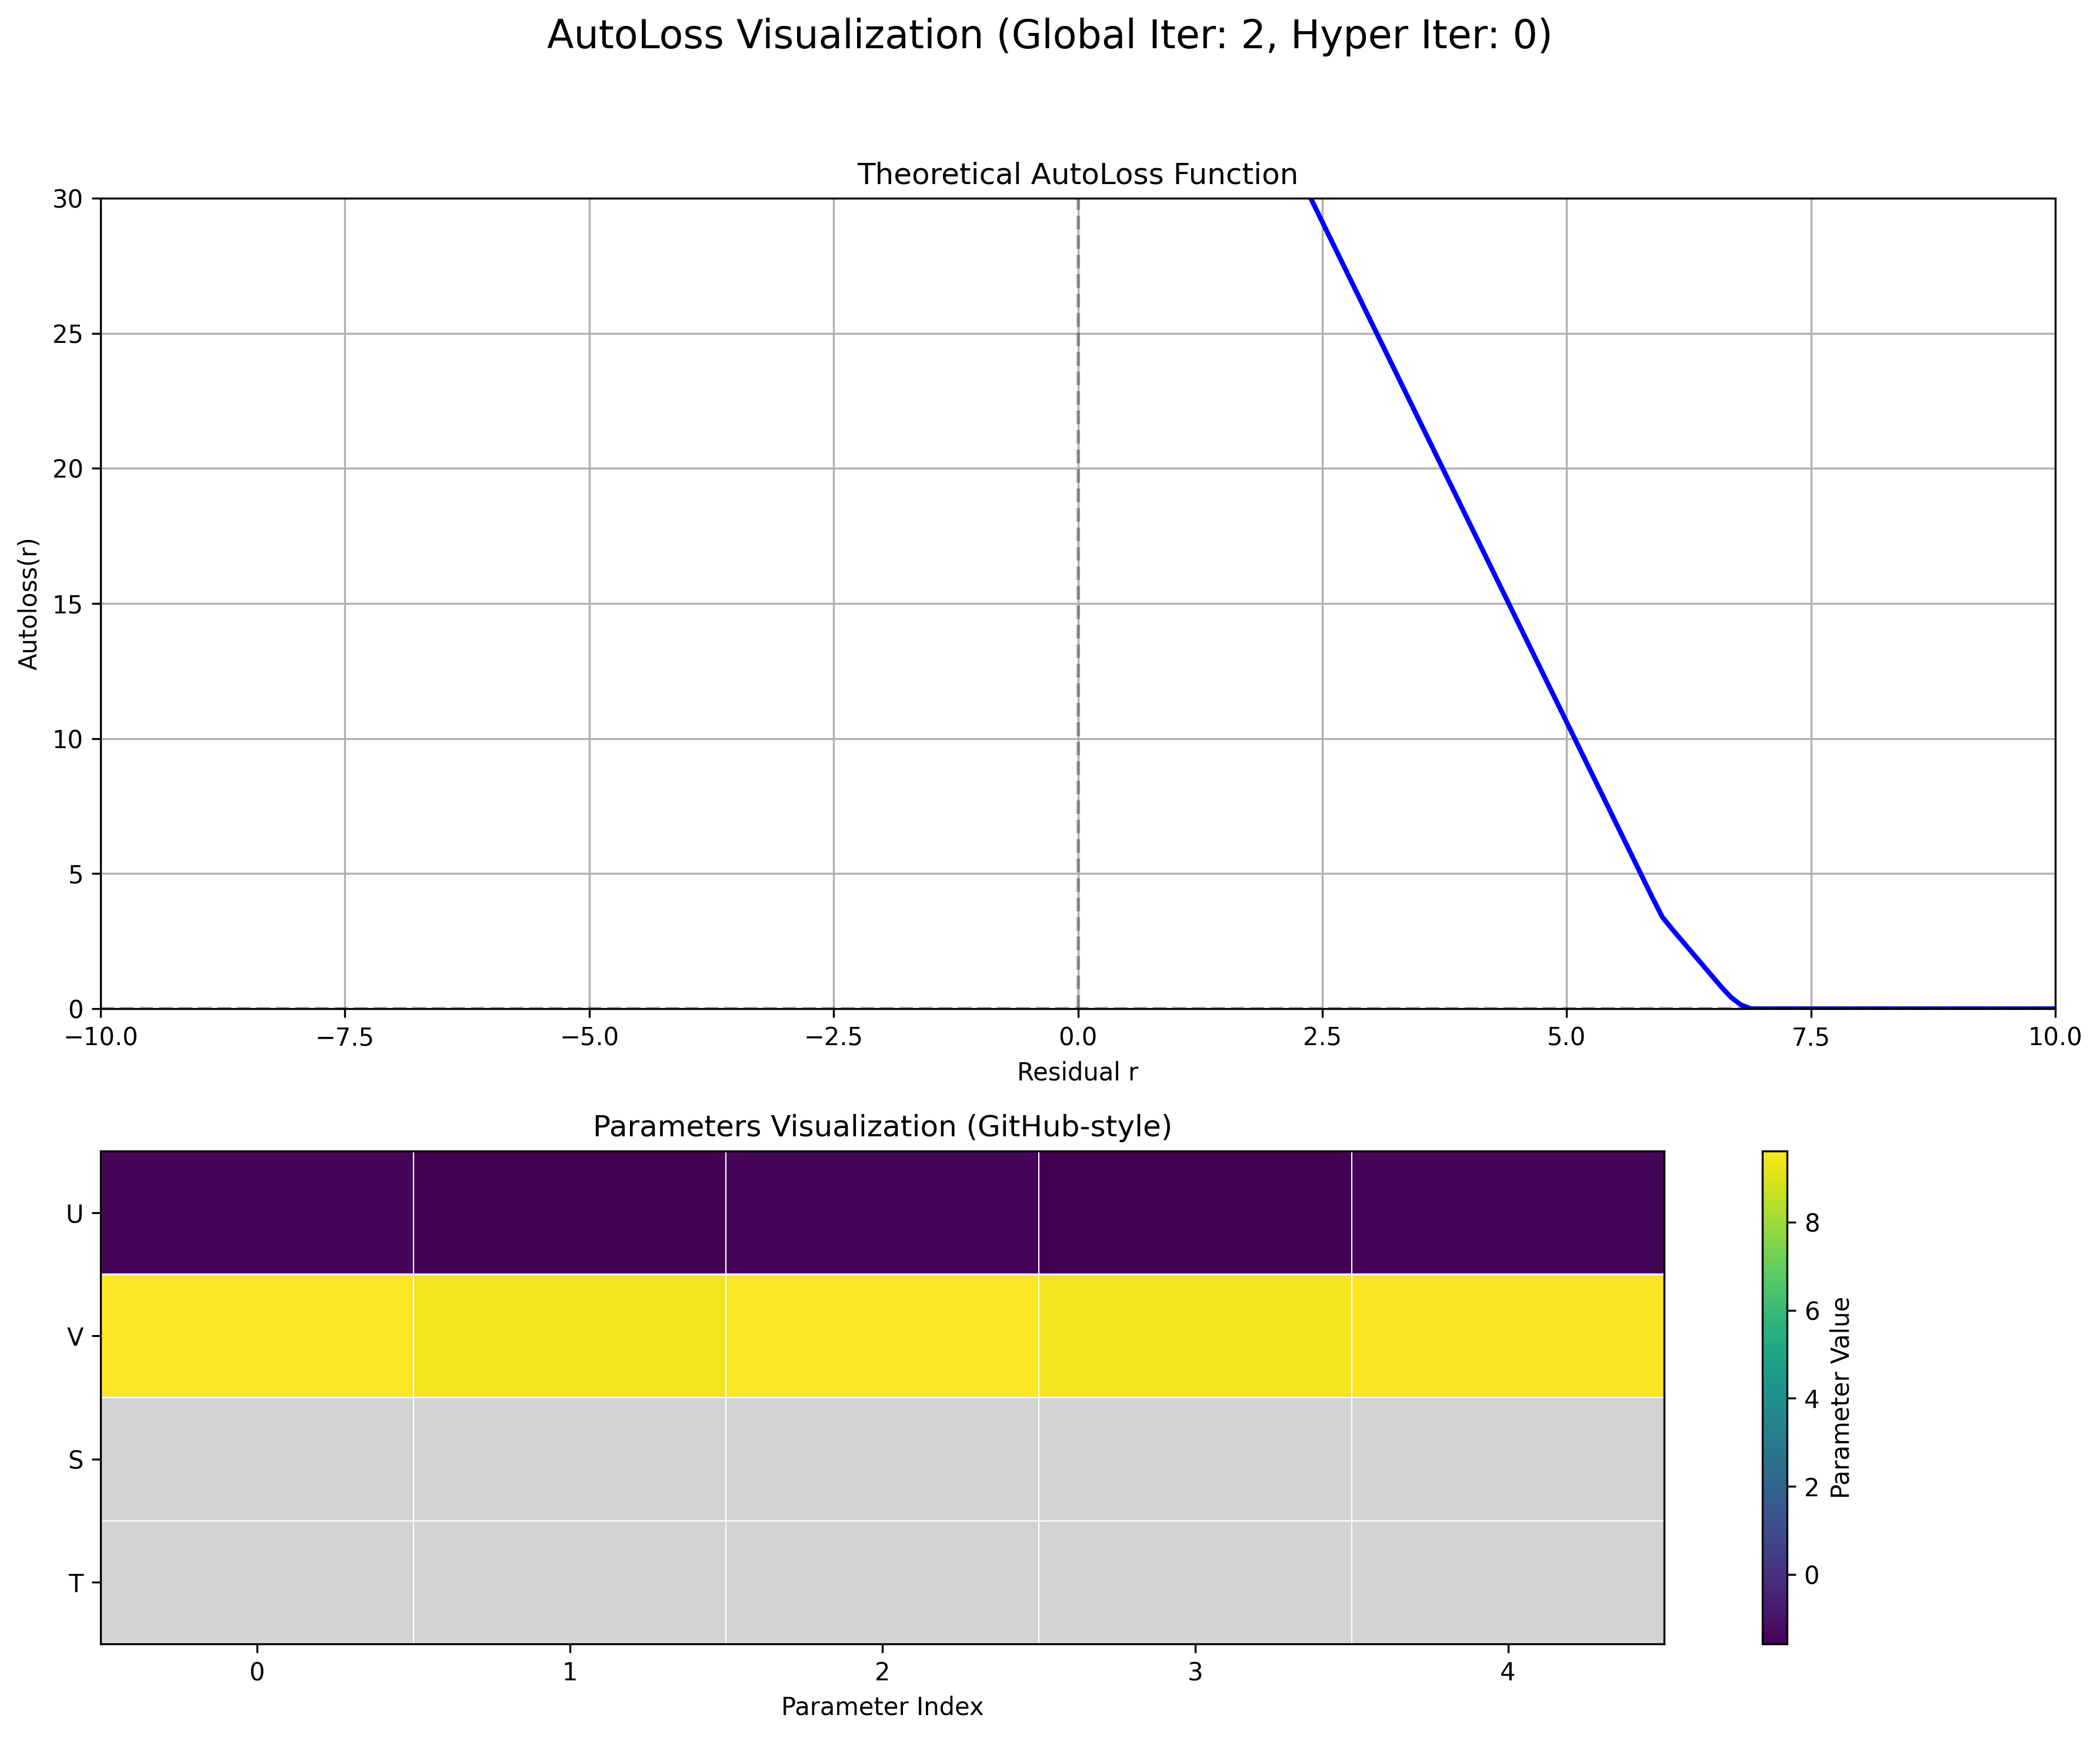 AutoLoss Visualization (Global Iter: 2, Hyper Iter: 0)
Theoretical AutoLoss Function
30
25
20
15
10
5
0
Autoloss(r)
−10.0 −7.5 −5.0 −2.5 0.0 2.5 5.0 7.5 10.0
Residual r
Parameters Visualization (GitHub-style)
U
V
S
T
0 1 2 3 4
Parameter Index
8
6
4
2
0
Parameter Value